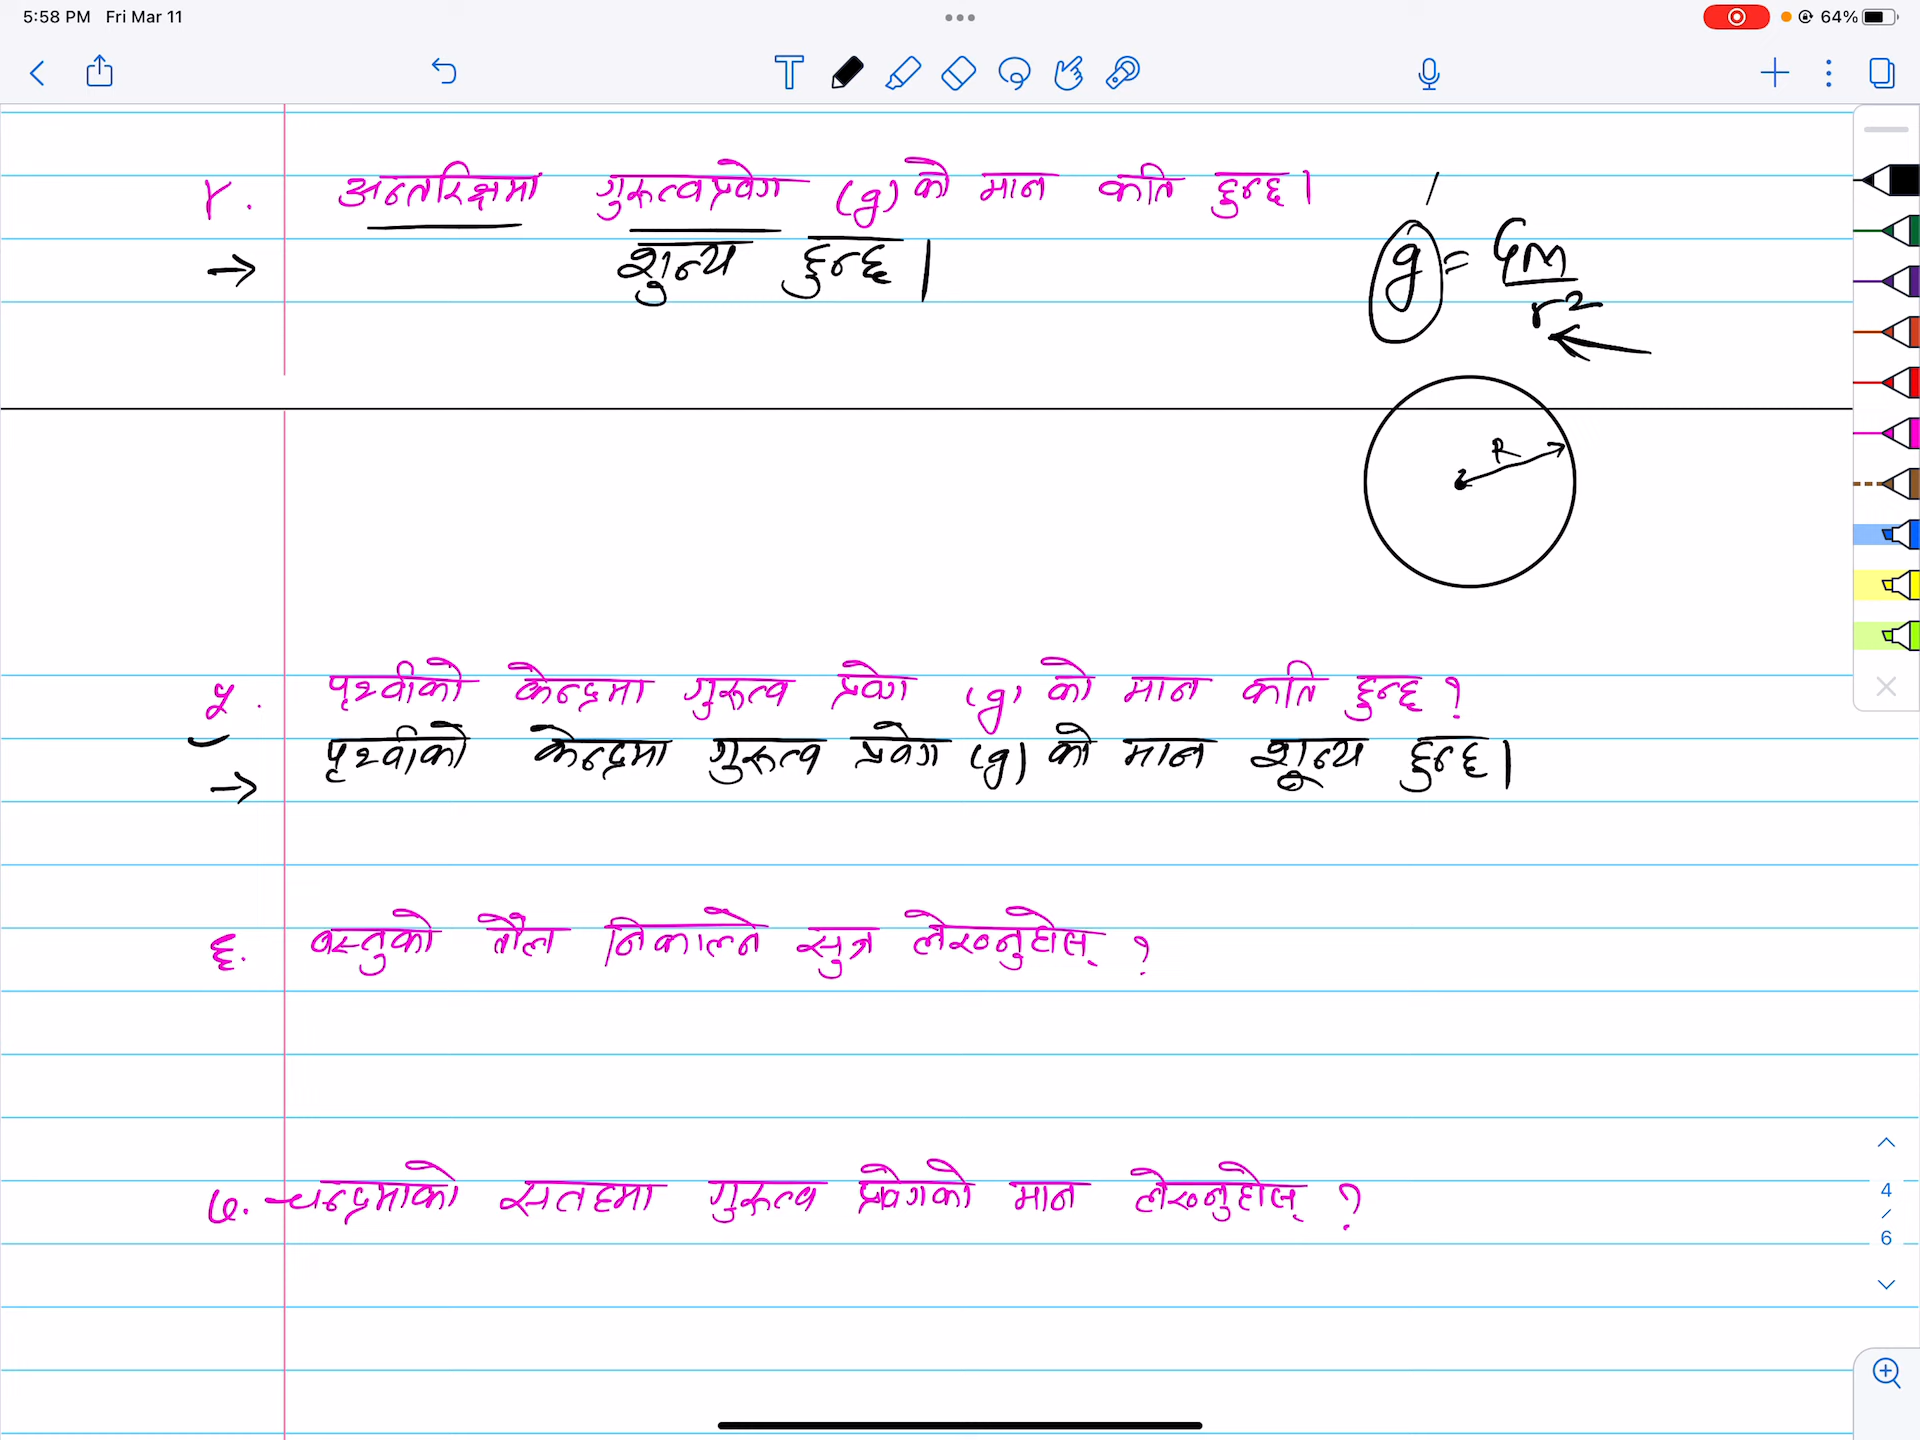 5:58 PM Fri Mar 11
64%
४. अन्तरिक्षमा गुरुत्वप्रवेग (g) को मान कति हुन्छ।
→ शुन्य हुन्छ।
g = GM
r²
R
५. पृथ्वीको केन्द्रमा गुरुत्व प्रवेग (g) को मान कति हुन्छ ?
→ पृथ्वीको केन्द्रमा गुरुत्व प्रवेग (g) को मान शून्य हुन्छ।
६. वस्तुको तौल निकाल्ने सुत्र लेख्नुहोस् ?
७. चन्द्रमाको सतहमा गुरुत्व प्रवेगको मान लेख्नुहोस् ?
4
/
6